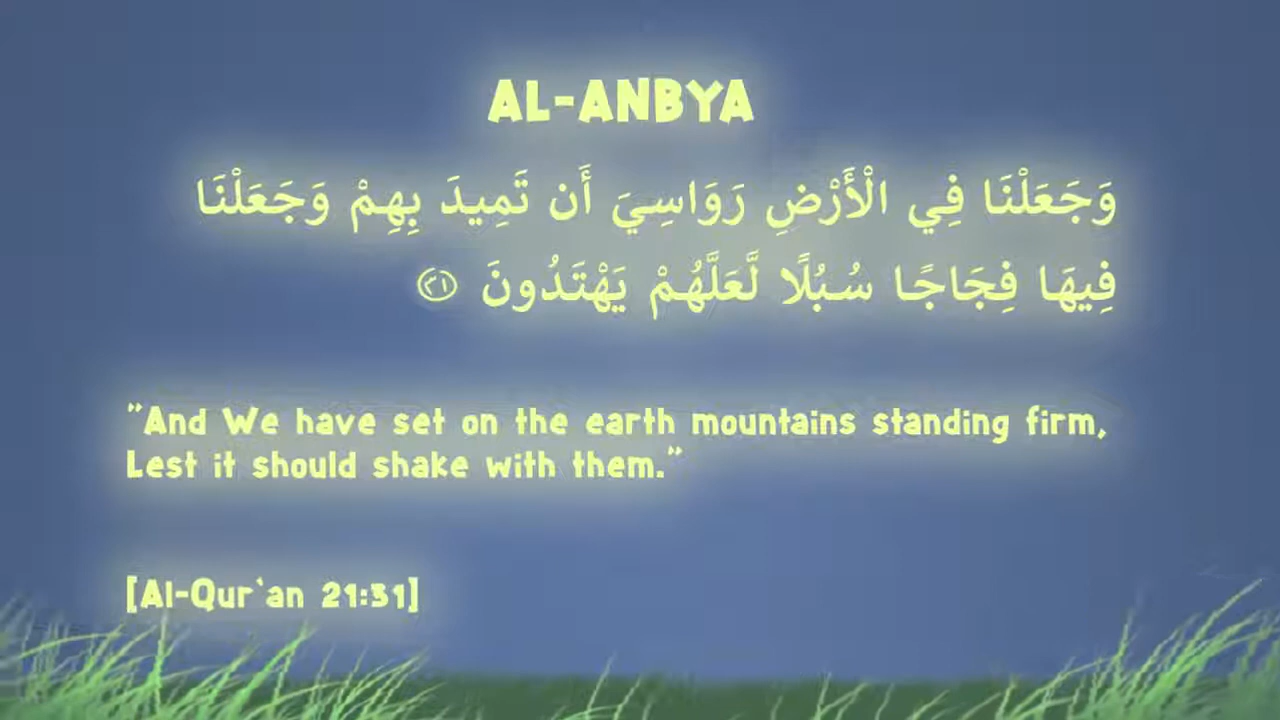 AL-ANBYA
وَجَعَلْنَا فِي الْأَرْضِ رَوَاسِيَ أَن تَمِيدَ بِهِمْ وَجَعَلْنَا
فِيهَا فِجَاجًا سُبُلًا لَّعَلَّهُمْ يَهْتَدُونَ ٣١
"And We have set on the earth mountains standing firm,
Lest it should shake with them."
[Al-Qur`an 21:31]